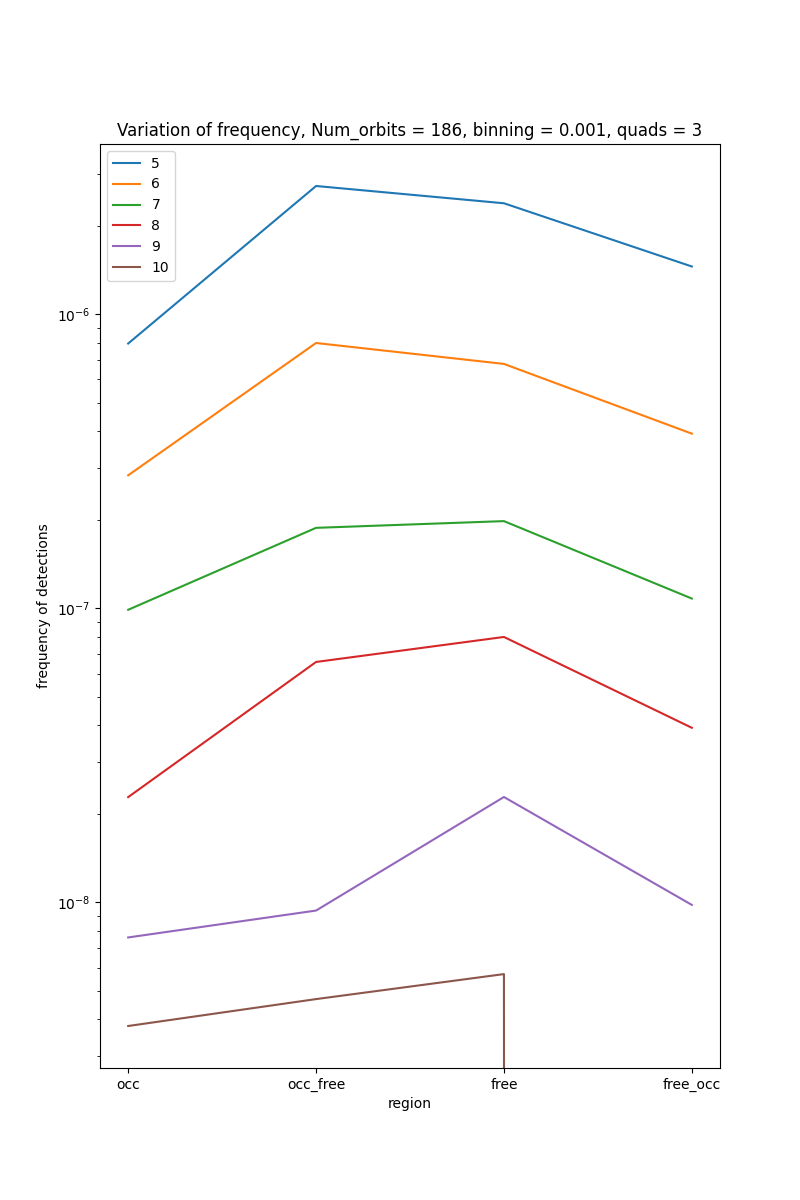 Variation of frequency, Num_orbits = 186, binning = 0.001, quads = 3
5
6
7
8
9
10
10⁻⁶
10⁻⁷
10⁻⁸
frequency of detections
occ occ_free free free_occ
region